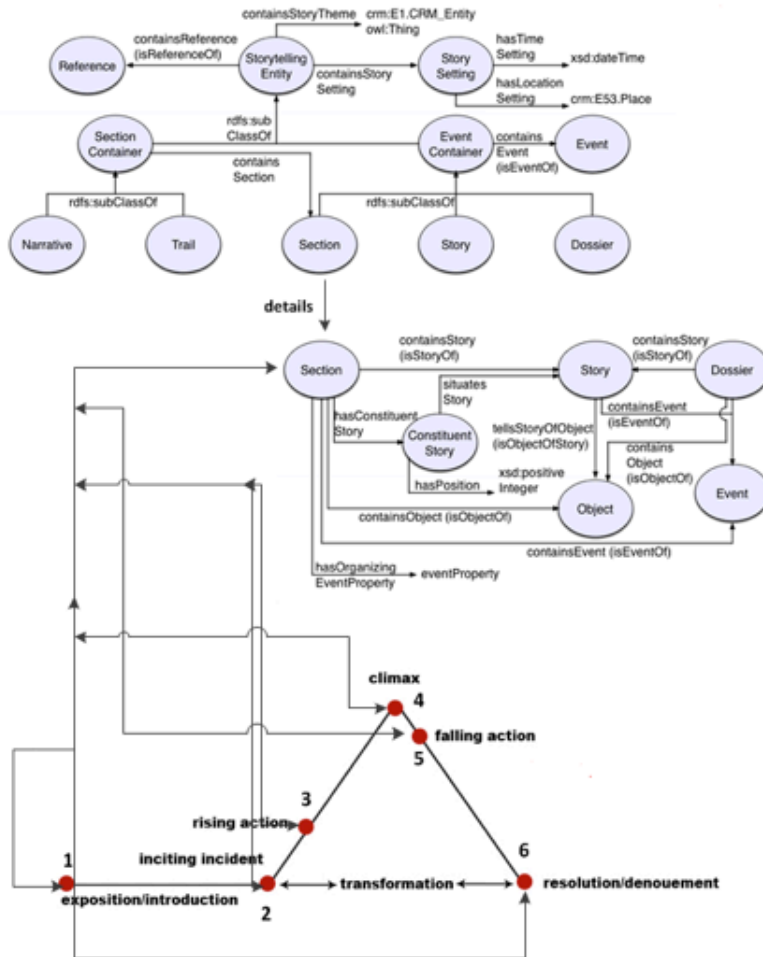 containsStoryTheme
crm:E1.CRM_Entity
owl:Thing
containsReference
(isReferenceOf)
Reference
Storytelling
Entity
containsStory
Setting
Story
Setting
hasTime
Setting
xsd:dateTime
hasLocation
Setting
crm:E53.Place
rdfs:sub
ClassOf
Section
Container
contains
Section
Event
Container
contains
Event
(isEventOf)
Event
rdfs:subClassOf
rdfs:subClassOf
Narrative
Trail
Section
Story
Dossier
details
containsStory
(isStoryOf)
containsStory
(isStoryOf)
Section
Story
Dossier
situates
Story
hasConstituent
Story
Constituent
Story
containsEvent
(isEventOf)
tellsStoryOfObject
(isObjectOfStory)
contains
Object
(isObjectOf)
hasPosition
xsd:positive
Integer
Object
Event
containsObject (isObjectOf)
containsEvent (isEventOf)
hasOrganizing
EventProperty
eventProperty
climax
4
falling action
5
3
rising action
6
1
inciting incident
transformation
resolution/denouement
exposition/introduction
2